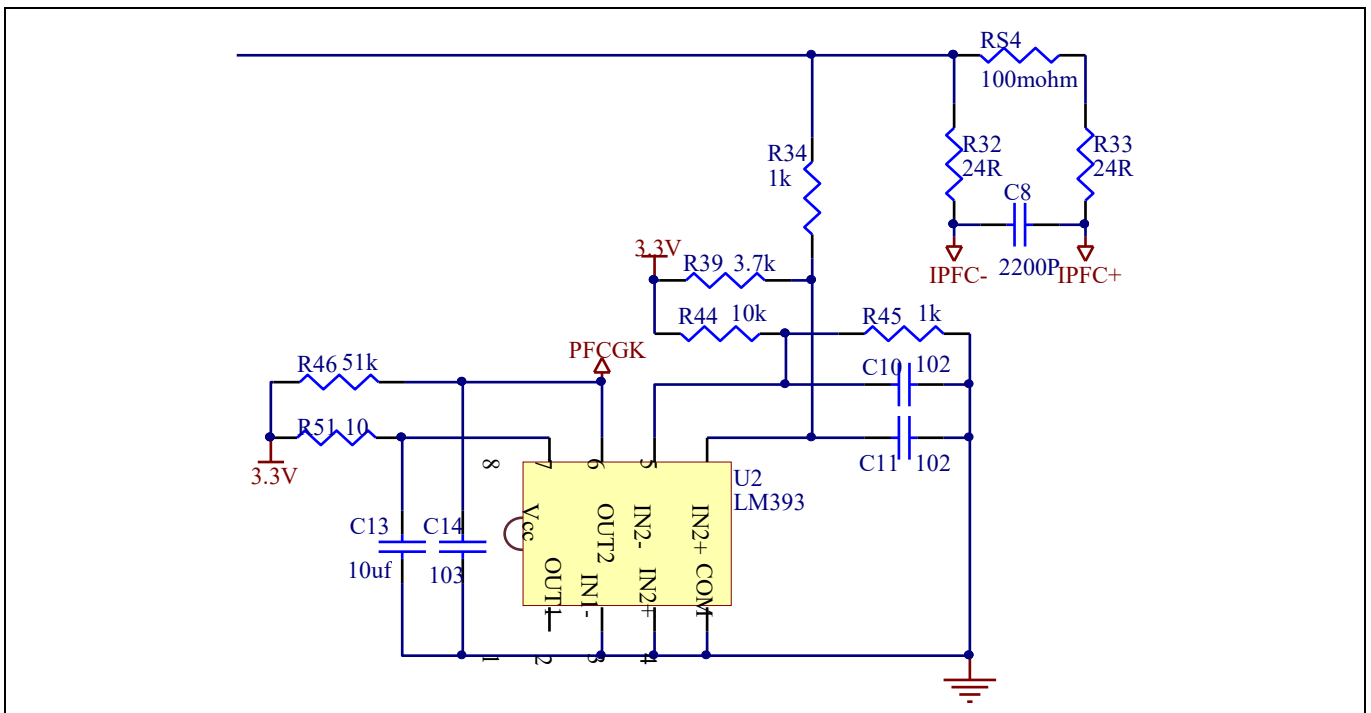 RS4
100mohm
R34
1k
R32
24R
R33
24R
C8
3.3V
R39 3.7k
IPFC-
2200P
IPFC+
R44 10k
R45 1k
PFCGK
R46 51k
C10 102
R51 10
C11 102
3.3V
8
7
6
5
U2
LM393
Vcc
OUT2
IN2-
IN2+
C13
10uf
C14
103
OUT1
IN1-
IN2+
COM
1
2
3
4